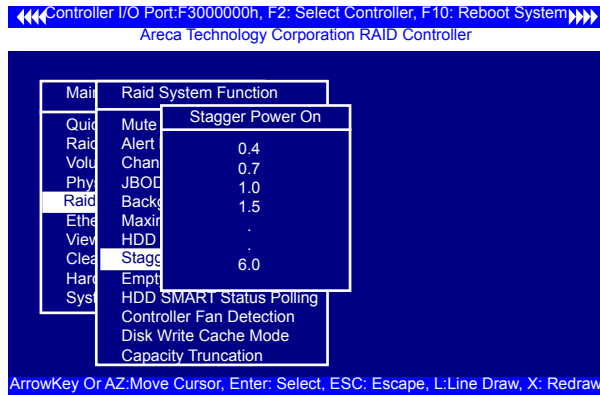 Controller I/O Port:F3000000h, F2: Select Controller, F10: Reboot System
Areca Technology Corporation RAID Controller
Mai
Quic
Raid
Volu
Phys
Raid
Ethe
View
Clea
Hard
Syst
Raid System Function
Mute
Alert
Chan
JBOD
Backg
Maxim
HDD
Stagg
Empt
HDD SMART Status Polling
Controller Fan Detection
Disk Write Cache Mode
Capacity Truncation
Stagger Power On
0.4
0.7
1.0
1.5
.
.
6.0
ArrowKey Or AZ:Move Cursor, Enter: Select, ESC: Escape, L:Line Draw, X: Redraw